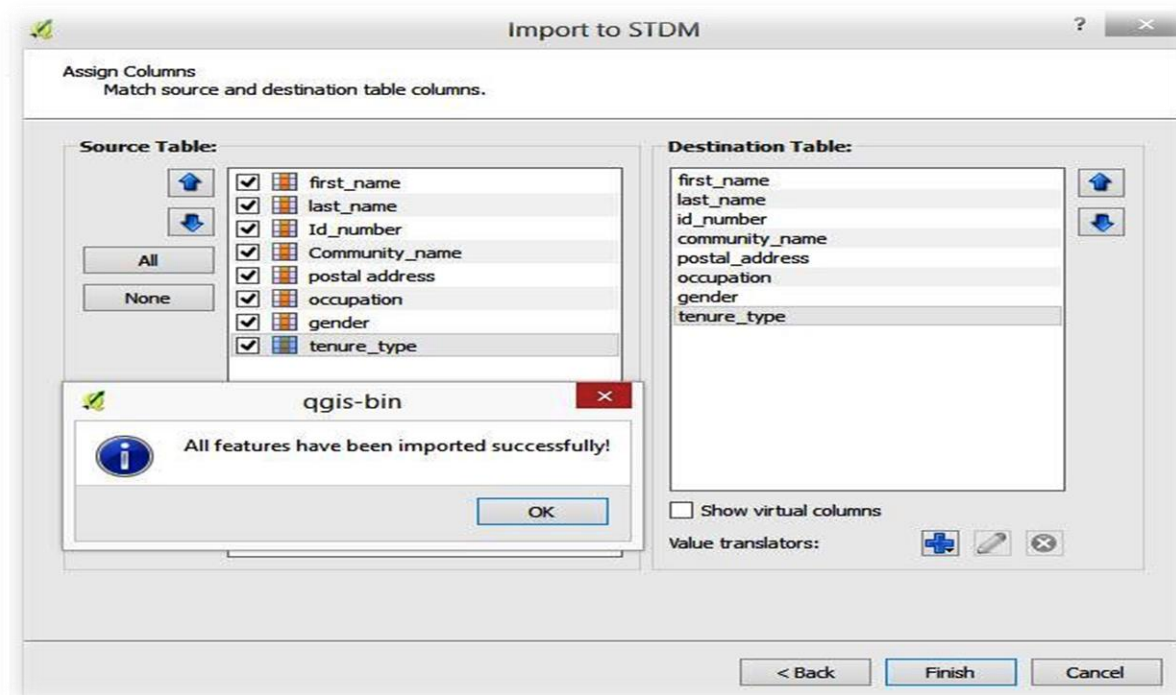 Import to STDM
?
Assign Columns
Match source and destination table columns.
Source Table:
All
None
first_name
last_name
Id_number
Community_name
postal address
occupation
gender
tenure_type
Destination Table:
first_name
last_name
id_number
community_name
postal_address
occupation
gender
tenure_type
qgis-bin
All features have been imported successfully!
OK
Show virtual columns
Value translators:
< Back
Finish
Cancel